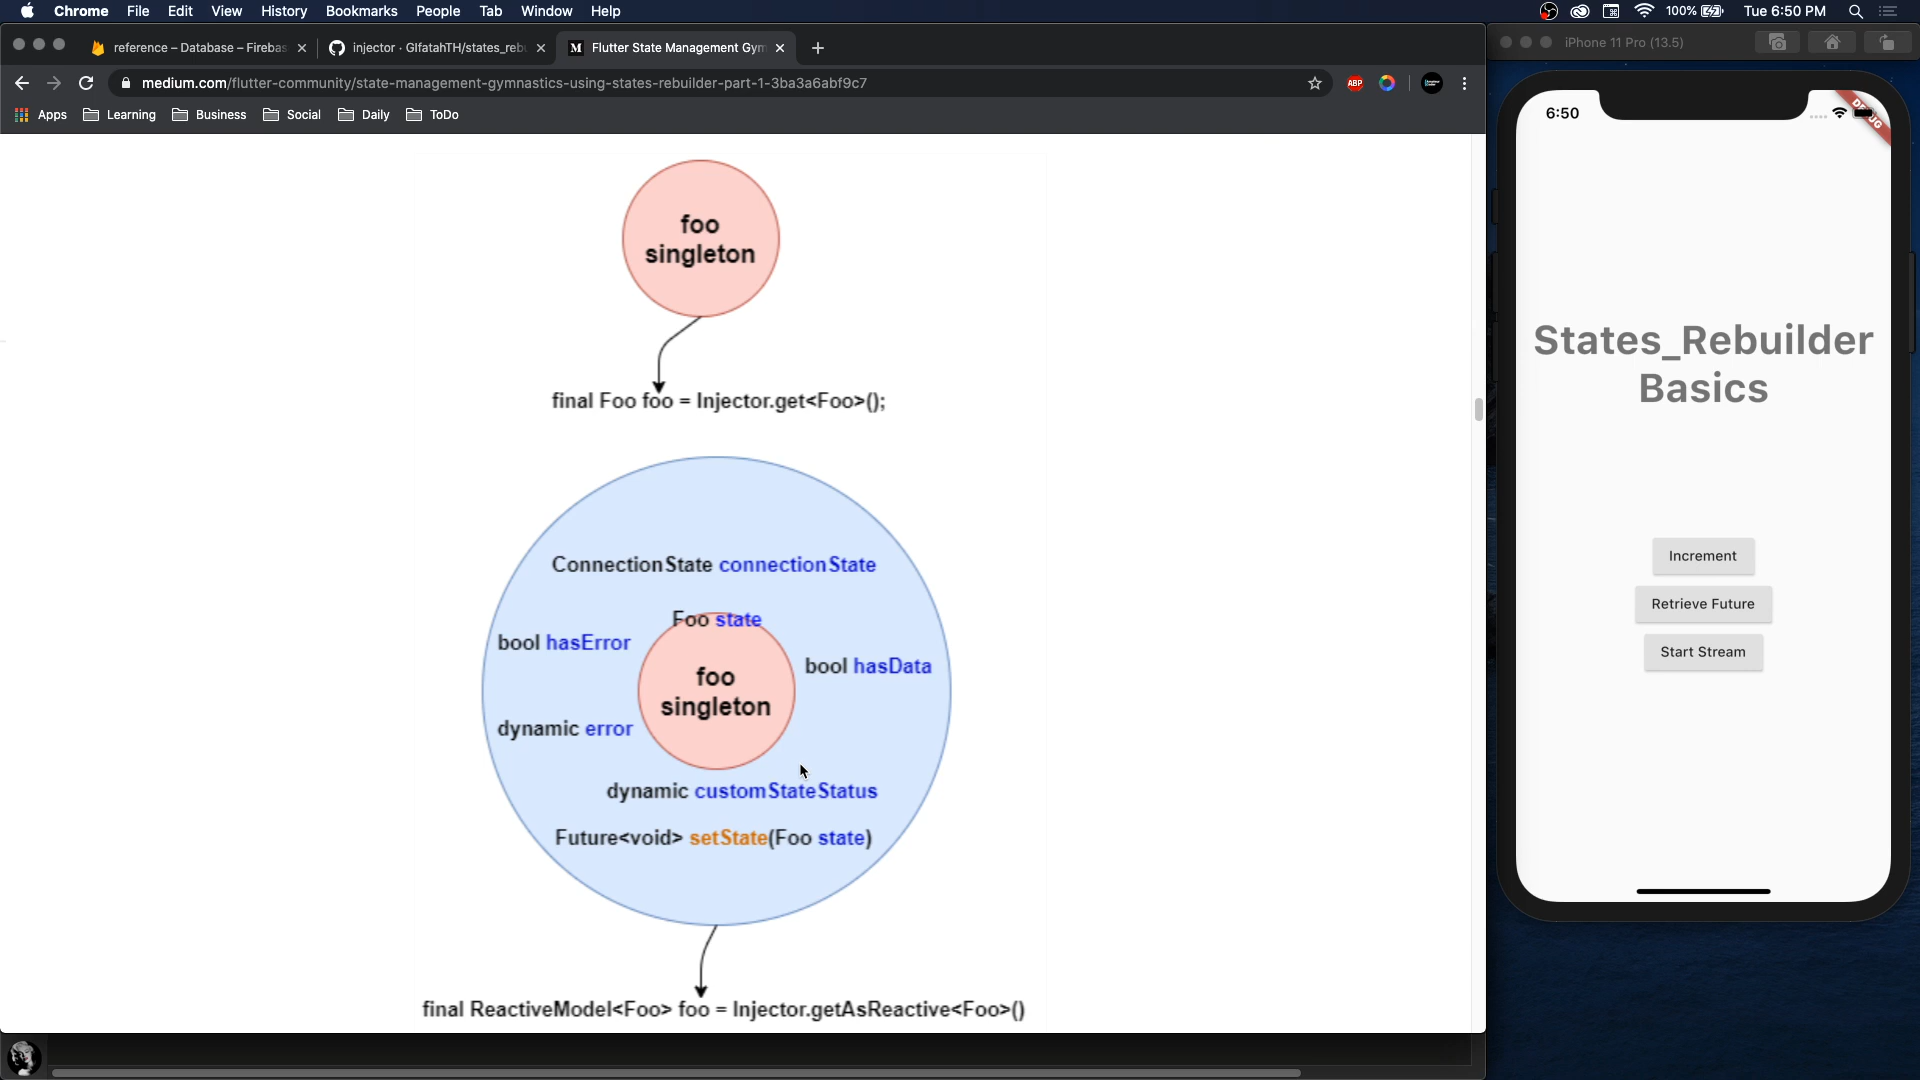 Chrome File Edit View History Bookmarks People Tab Window Help
100%
Tue 6:50 PM
reference – Database – Firebas
injector · GIfatahTH/states_reb
Flutter State Management Gym
iPhone 11 Pro (13.5)
medium.com/flutter-community/state-management-gymnastics-using-states-rebuilder-part-1-3ba3a6abf9c7
ABP
Apps Learning Business Social Daily ToDo
foo
singleton
final Foo foo = Injector.get<Foo>();
ConnectionState connectionState
Foo state
bool hasError
bool hasData
foo
singleton
dynamic error
dynamic customStateStatus
Future<void> setState(Foo state)
final ReactiveModel<Foo> foo = Injector.getAsReactive<Foo>()
6:50
States_Rebuilder
Basics
Increment
Retrieve Future
Start Stream